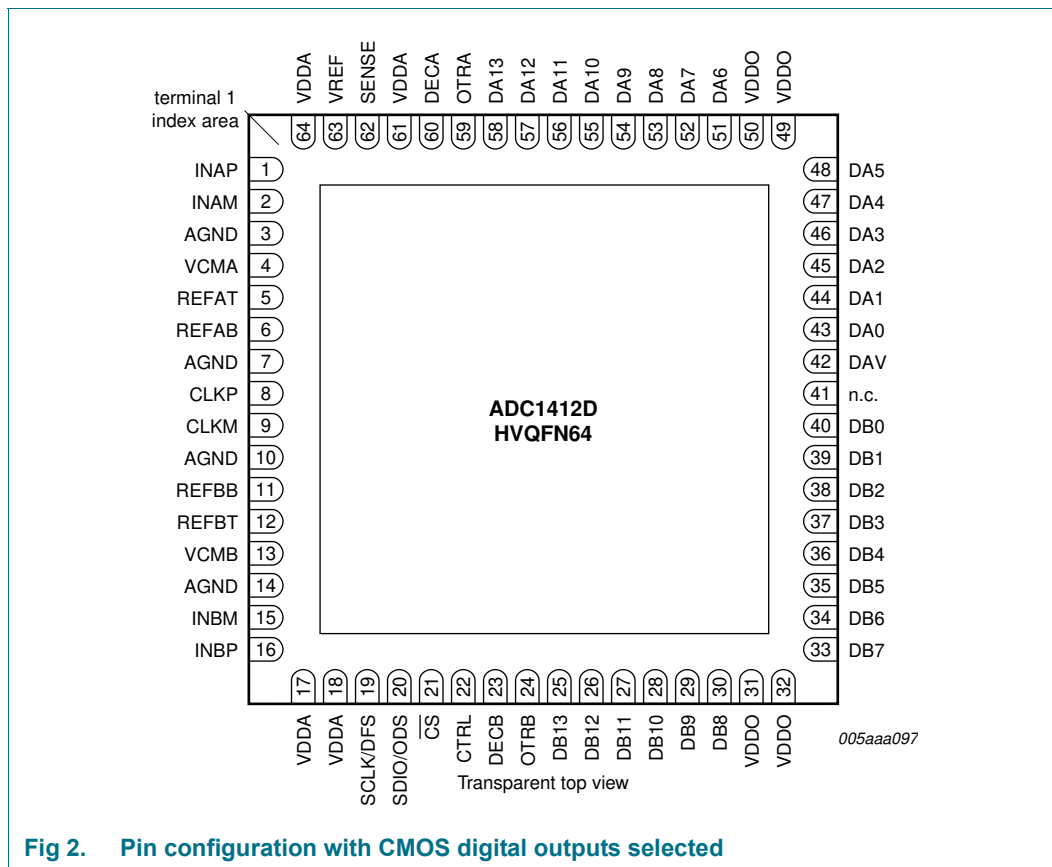 VDDA
VREF
SENSE
VDDA
DECA
OTRA
DA13
DA12
DA11
DA10
DA9
DA8
DA7
DA6
VDDO
VDDO
terminal 1
index area
64
63
62
61
60
59
58
57
56
55
54
53
52
51
50
49
INAP 1
INAM 2
AGND 3
VCMA 4
REFAT 5
REFAB 6
AGND 7
CLKP 8
CLKM 9
AGND 10
REFBB 11
REFBT 12
VCMB 13
AGND 14
INBM 15
INBP 16
48 DA5
47 DA4
46 DA3
45 DA2
44 DA1
43 DA0
42 DAV
41 n.c.
40 DB0
39 DB1
38 DB2
37 DB3
36 DB4
35 DB5
34 DB6
33 DB7
ADC1412D
HVQFN64
17
18
19
20
21
22
23
24
25
26
27
28
29
30
31
32
VDDA
VDDA
SCLK/DFS
SDIO/ODS
CS
CTRL
DECB
OTRB
DB13
DB12
DB11
DB10
DB9
DB8
VDDO
VDDO
005aaa097
Transparent top view
Fig 2. Pin configuration with CMOS digital outputs selected